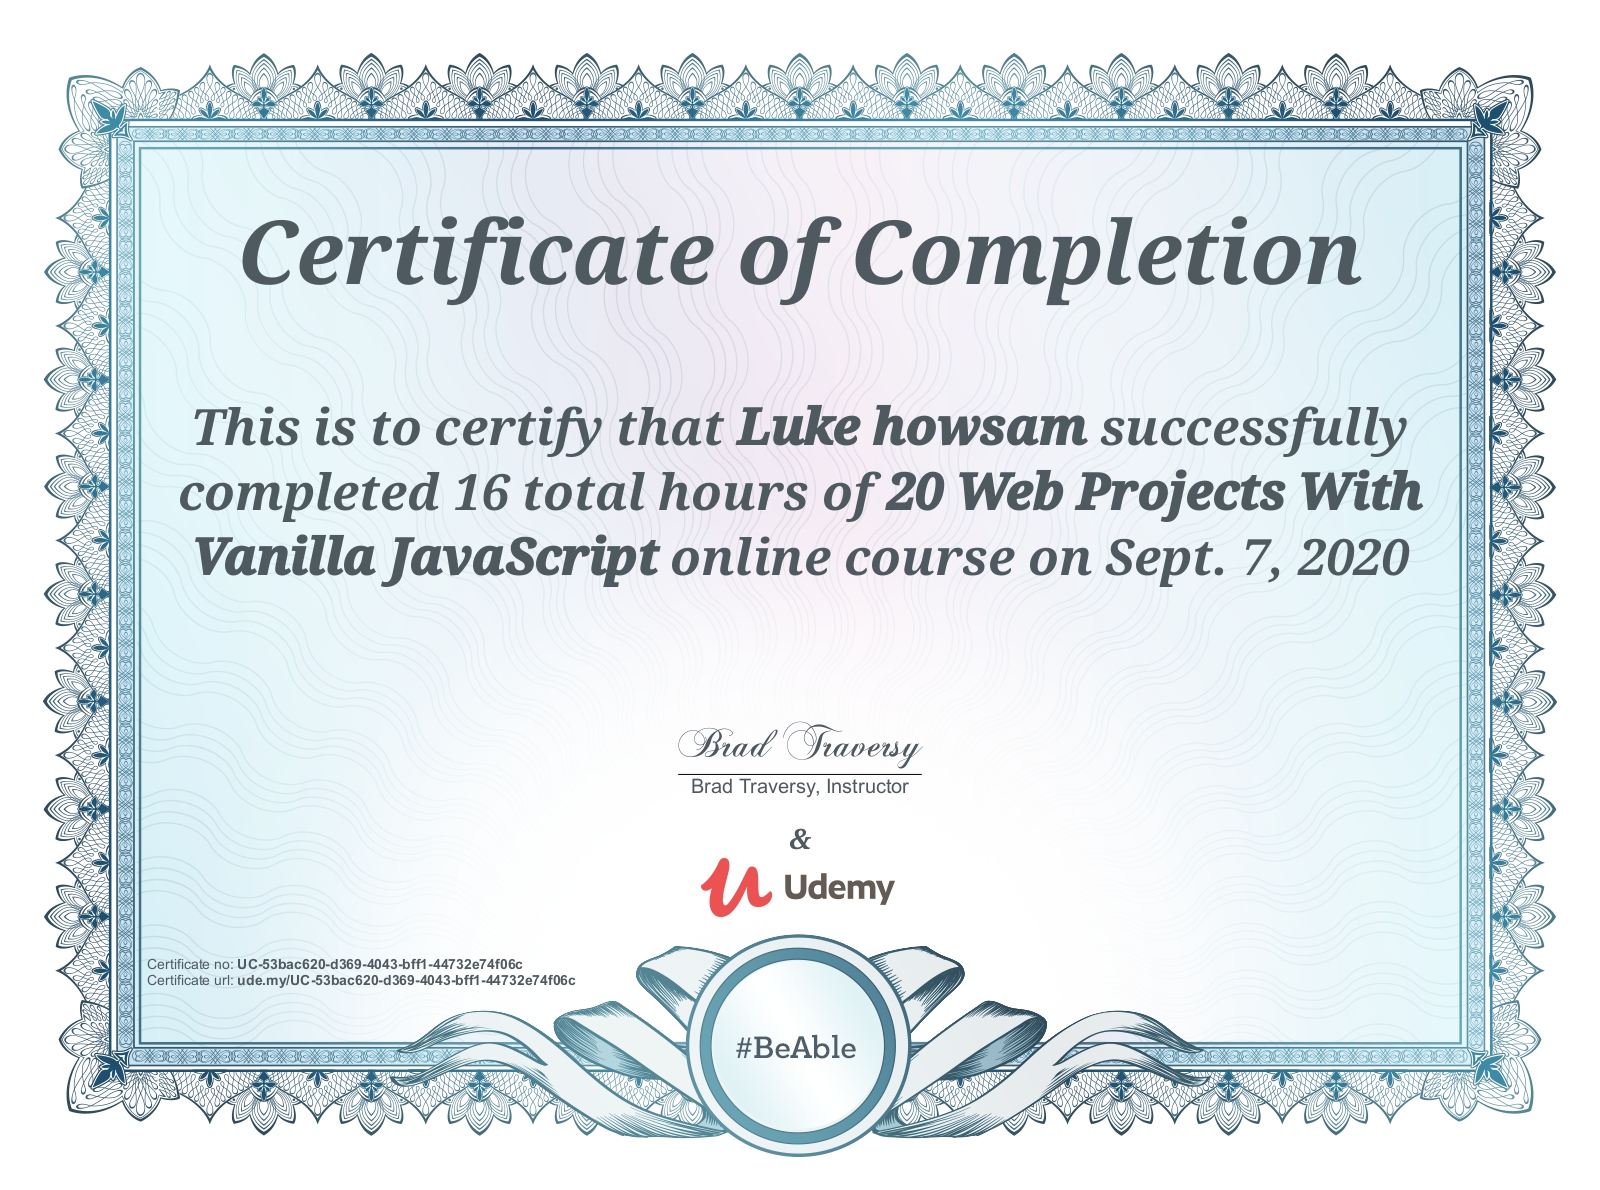 Certificate of Completion
This is to certify that Luke howsam successfully
completed 16 total hours of 20 Web Projects With
Vanilla JavaScript online course on Sept. 7, 2020
Brad Traversy
Brad Traversy, Instructor
&
Udemy
Certificate no: UC-53bac620-d369-4043-bff1-44732e74f06c
Certificate url: ude.my/UC-53bac620-d369-4043-bff1-44732e74f06c
#BeAble